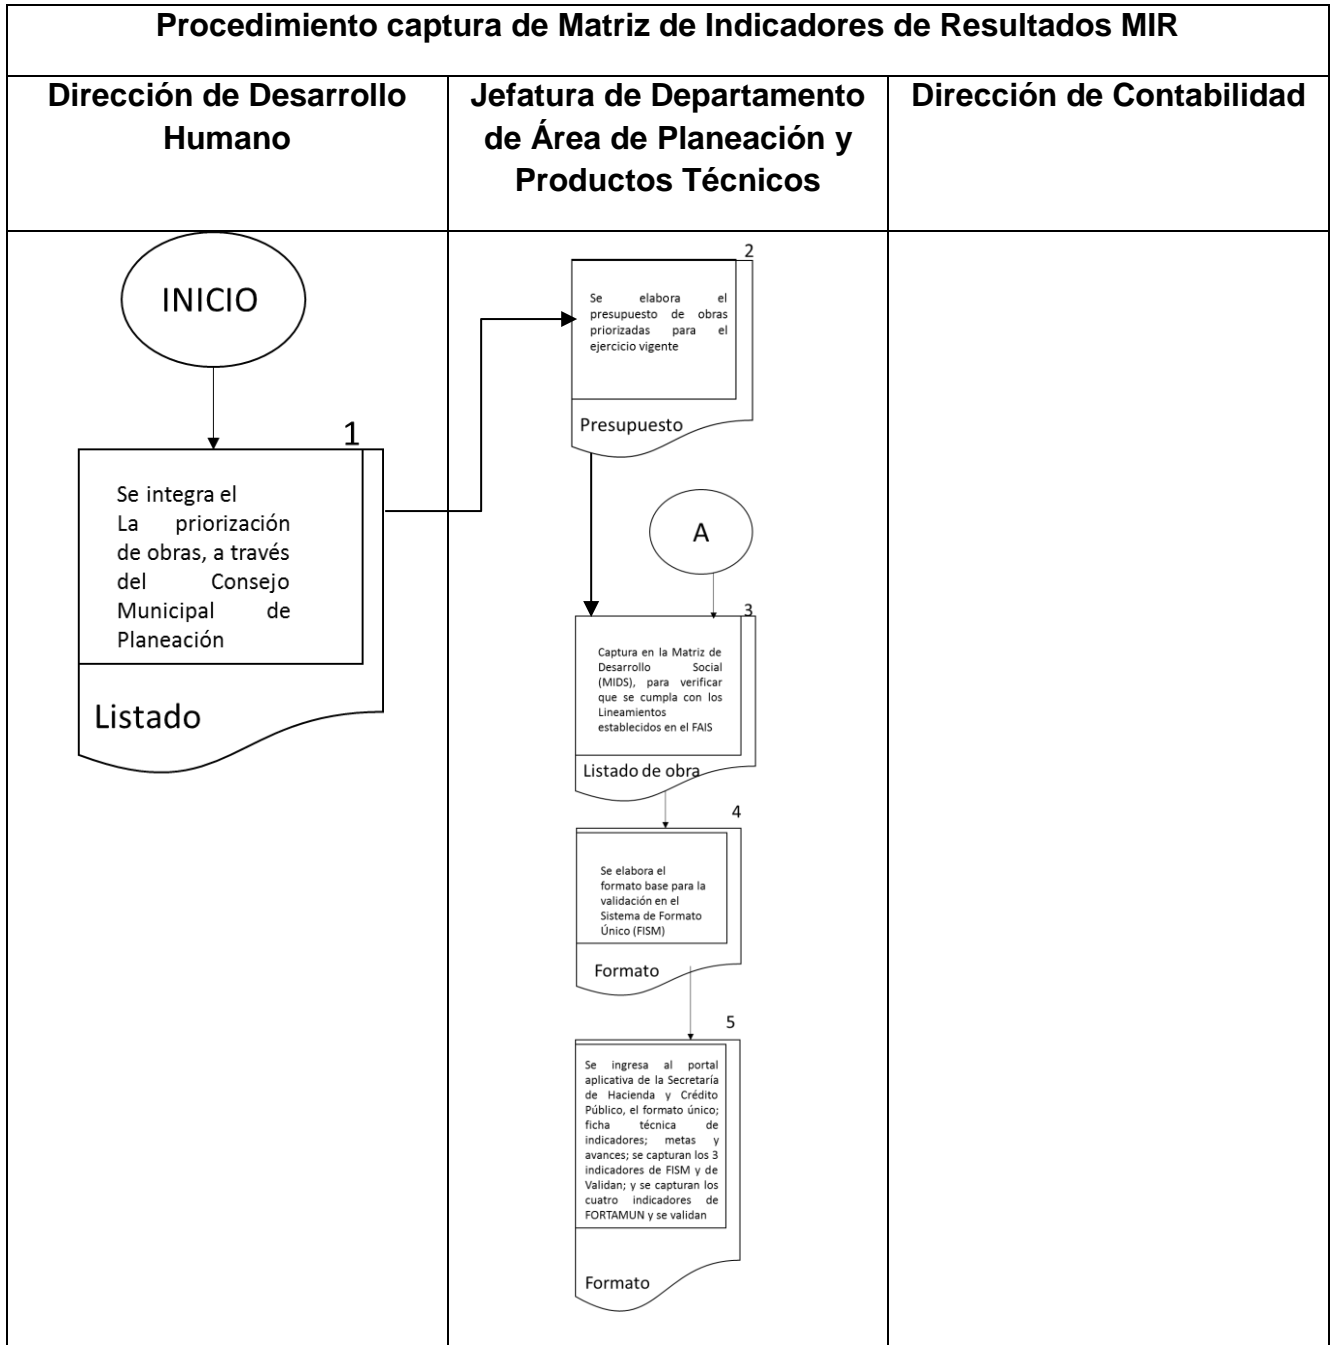 Procedimiento captura de Matriz de Indicadores de Resultados MIR
Dirección de Desarrollo
Humano
Jefatura de Departamento
de Área de Planeación y
Productos Técnicos
Dirección de Contabilidad
INICIO
1
Se integra el
La priorización
de obras, a través
del Consejo
Municipal de
Planeación
Listado
2
Se elabora el
presupuesto de obras
priorizadas para el
ejercicio vigente
Presupuesto
A
3
Captura en la Matriz de
Desarrollo Social
(MIDS), para verificar
que se cumpla con los
Lineamientos
establecidos en el FAIS
Listado de obra
4
Se elabora el
formato base para la
validación en el
Sistema de Formato
Único (FISM)
Formato
5
Se ingresa al portal
aplicativa de la Secretaría
de Hacienda y Crédito
Público, el formato único;
ficha técnica de
indicadores; metas y
avances; se capturan los 3
indicadores de FISM y de
Validan; y se capturan los
cuatro indicadores de
FORTAMUN y se validan
Formato